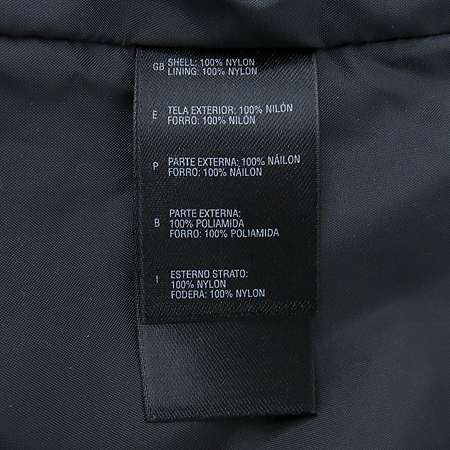 GB SHELL: 100% NYLON
LINING: 100% NYLON
E TELA EXTERIOR: 100% NILÓN
FORRO: 100% NILÓN
P PARTE EXTERNA: 100% NÁILON
FORRO: 100% NÁILON
B PARTE EXTERNA:
100% POLIAMIDA
FORRO: 100% POLIAMIDA
I ESTERNO STRATO:
100% NYLON
FODERA: 100% NYLON